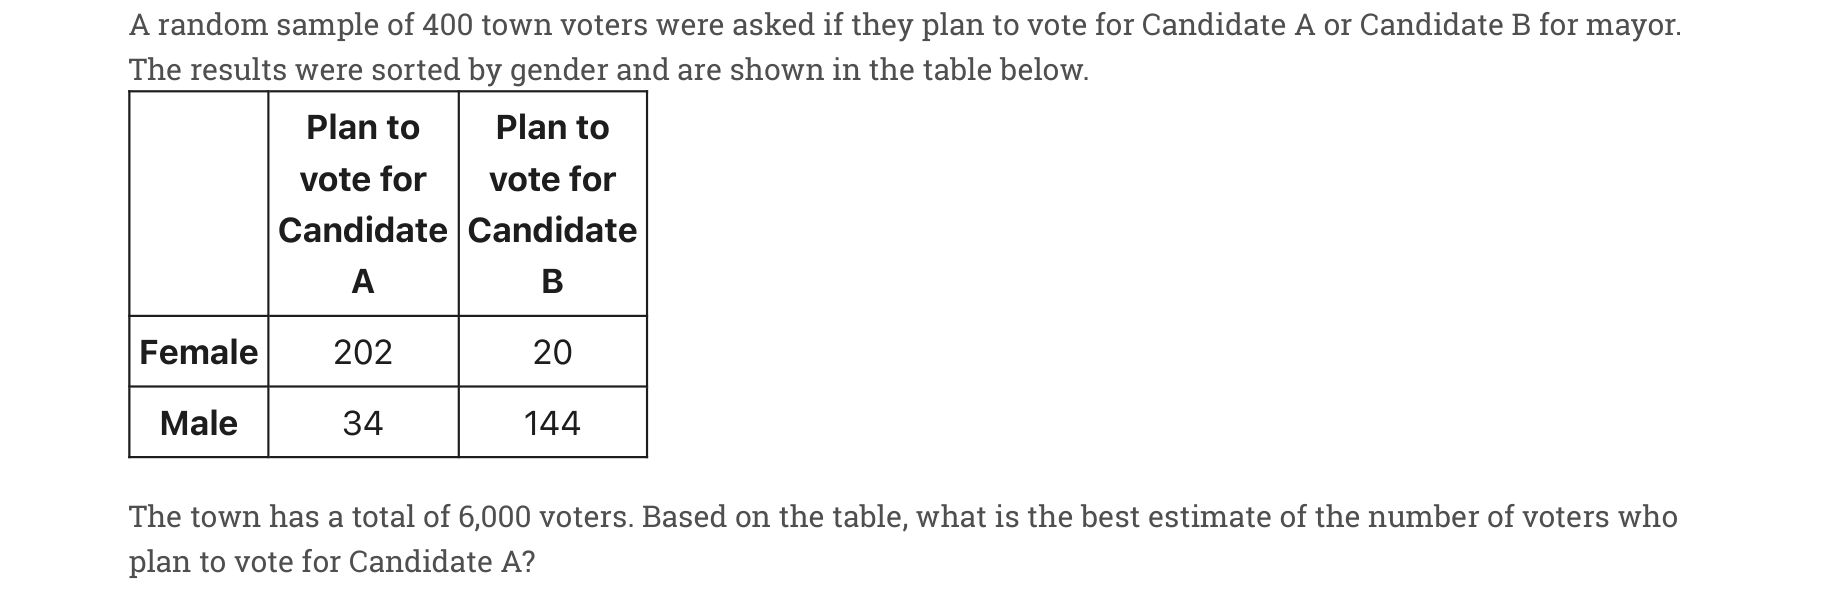 A random sample of 400 town voters were asked if they plan to vote for Candidate A or Candidate B for mayor.
The results were sorted by gender and are shown in the table below.
Plan to vote for Candidate A
Plan to vote for Candidate B
Female 202 20
Male 34 144
The town has a total of 6,000 voters. Based on the table, what is the best estimate of the number of voters who
plan to vote for Candidate A?